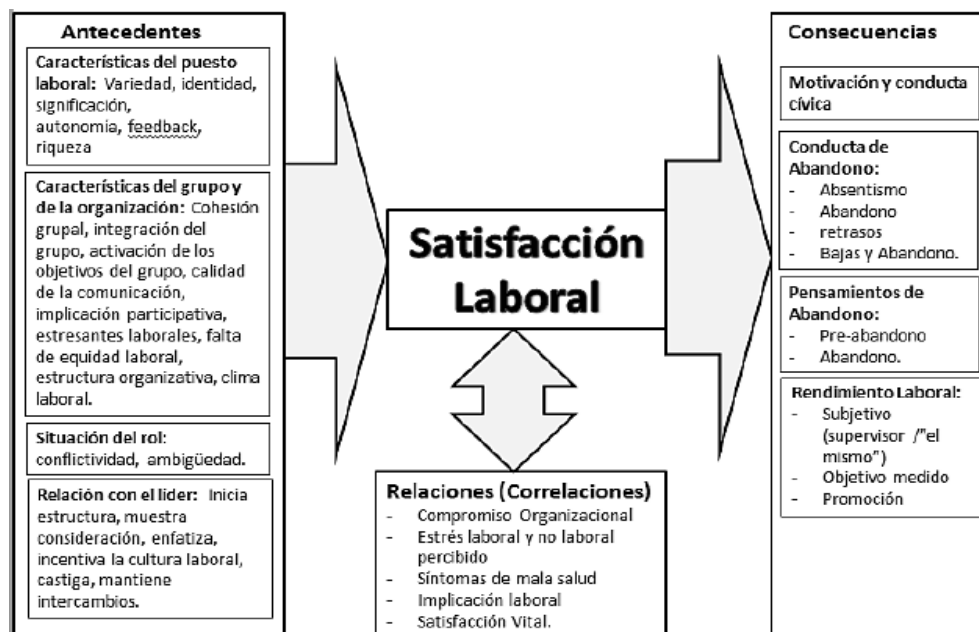 Antecedentes
Características del puesto
laboral: Variedad, identidad,
significación,
autonomía, feedback,
riqueza
Características del grupo y
de la organización: Cohesión
grupal, integración del
grupo, activación de los
objetivos del grupo, calidad
de la comunicación,
implicación participativa,
estresantes laborales, falta
de equidad laboral,
estructura organizativa, clima
laboral.
Situación del rol:
conflictividad, ambigüedad.
Relación con el líder: Inicia
estructura, muestra
consideración, enfatiza,
incentiva la cultura laboral,
castiga, mantiene
intercambios.
Satisfacción
Laboral
Relaciones (Correlaciones)
- Compromiso Organizacional
- Estrés laboral y no laboral
percibido
- Síntomas de mala salud
- Implicación laboral
- Satisfacción Vital.
Consecuencias
Motivación y conducta
cívica
Conducta de
Abandono:
- Absentismo
- Abandono
- retrasos
- Bajas y Abandono.
Pensamientos de
Abandono:
- Pre-abandono
- Abandono.
Rendimiento Laboral:
- Subjetivo
(supervisor /"el
mismo")
- Objetivo medido
- Promoción